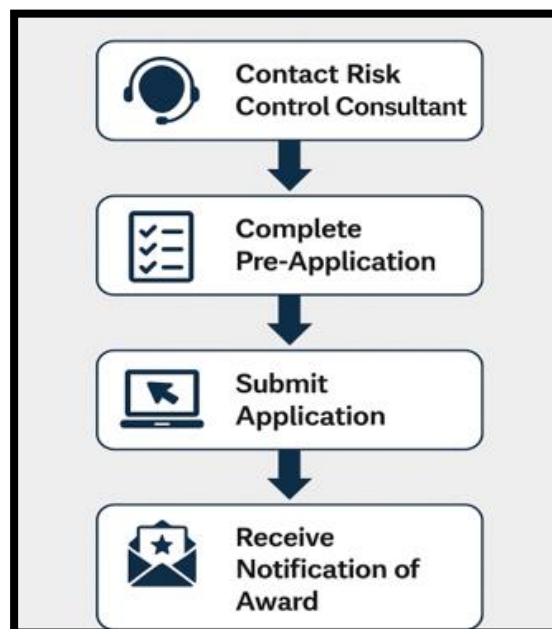 Contact Risk
Control Consultant
Complete
Pre-Application
Submit
Application
Receive
Notification of
Award